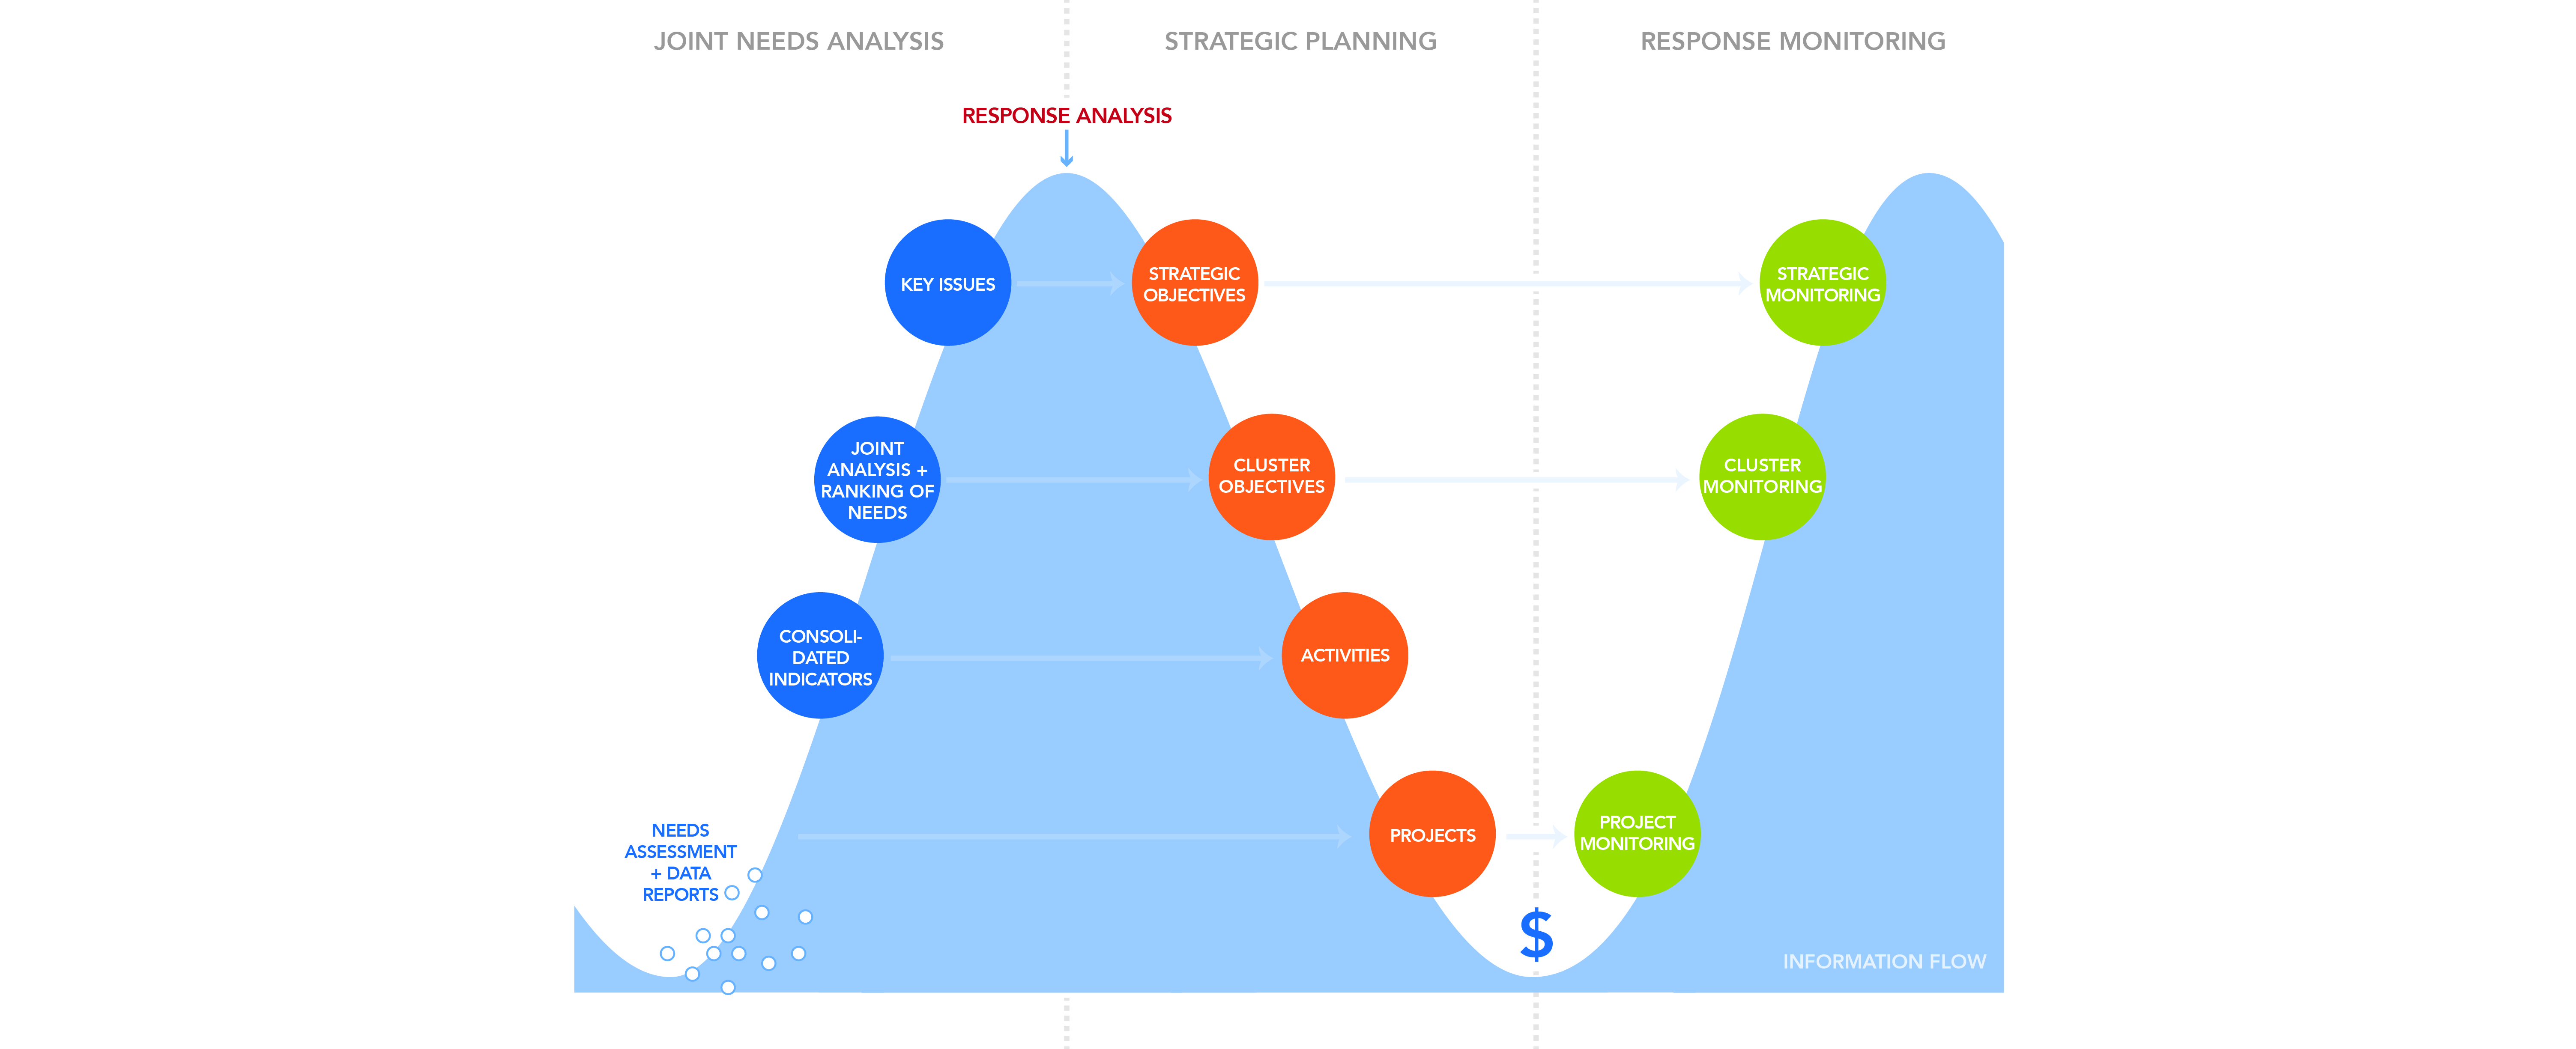 JOINT NEEDS ANALYSIS
STRATEGIC PLANNING
RESPONSE MONITORING
RESPONSE ANALYSIS
KEY ISSUES
STRATEGIC
OBJECTIVES
STRATEGIC
MONITORING
JOINT
ANALYSIS +
RANKING OF
NEEDS
CLUSTER
OBJECTIVES
CLUSTER
MONITORING
CONSOLI-
DATED
INDICATORS
ACTIVITIES
NEEDS
ASSESSMENT
+ DATA
REPORTS
PROJECTS
PROJECT
MONITORING
$
INFORMATION FLOW